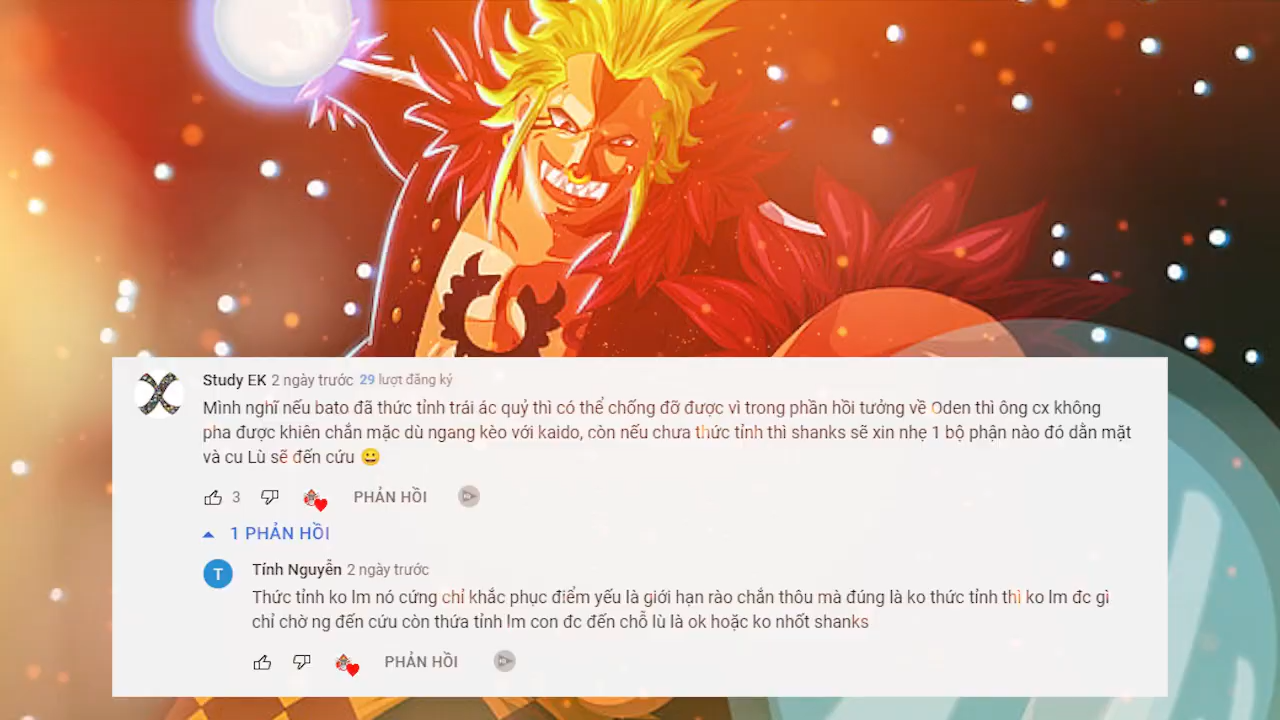 Study EK 2 ngày trước 29 lượt đăng ký
Mình nghĩ nếu bato đã thức tỉnh trái ác quỷ thì có thể chống đỡ được vì trong phần hồi tưởng về Oden thì ông cx không
pha được khiên chắn mặc dù ngang kèo với kaido, còn nếu chưa thức tỉnh thì shanks sẽ xin nhẹ 1 bộ phận nào đó dằn mặt
và cu Lù sẽ đến cứu 😀
3 PHẢN HỒI
1 PHẢN HỒI
T
Tính Nguyễn 2 ngày trước
Thức tỉnh ko lm nó cứng chỉ khắc phục điểm yếu là giới hạn rào chắn thôu mà đúng là ko thức tỉnh thì ko lm đc gì
chỉ chờ ng đến cứu còn thứa tỉnh lm con đc đến chỗ lù là ok hoặc ko nhốt shanks
PHẢN HỒI